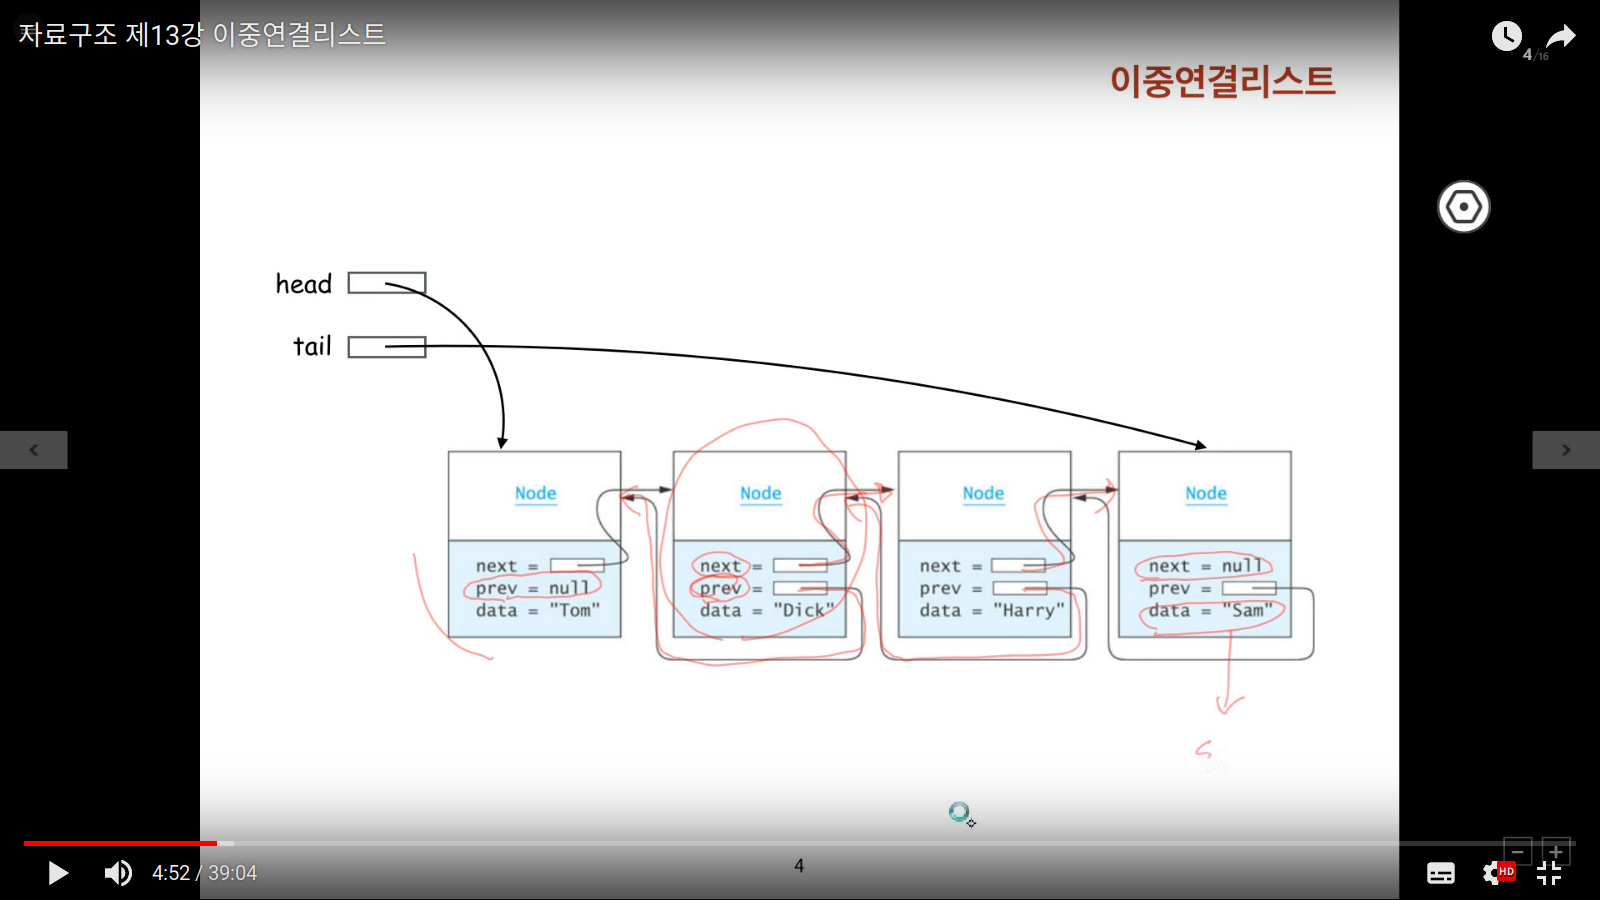 자료구조 제13강 이중연결리스트
4/16
이중연결리스트
head
tail
Node
next =
prev = null
data = "Tom"
Node
next =
prev =
data = "Dick"
Node
next =
prev =
data = "Harry"
Node
next = null
prev =
data = "Sam"
4:52 / 39:04
4
HD